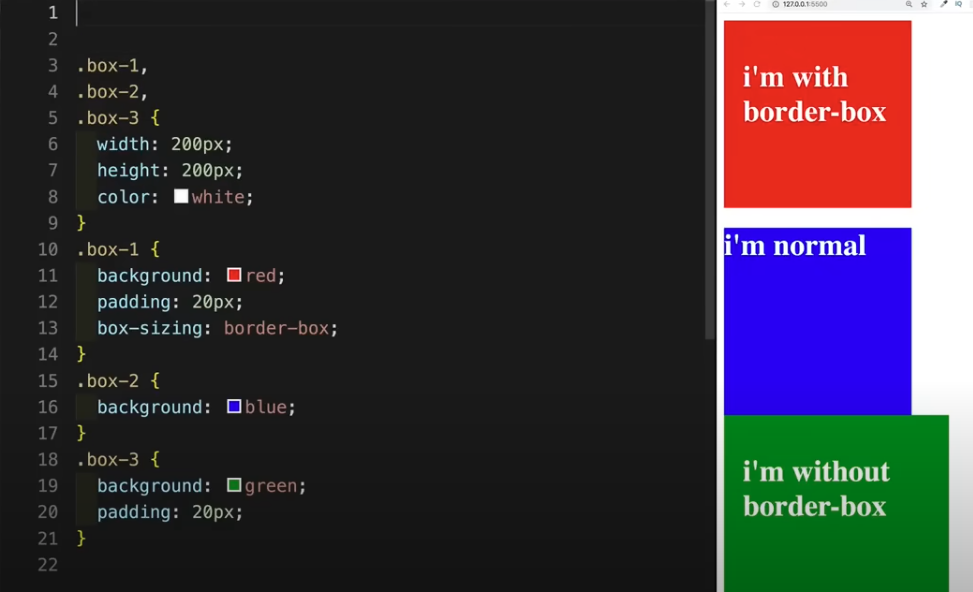 1
2
3 .box-1,
4 .box-2,
5 .box-3 {
6 width: 200px;
7 height: 200px;
8 color: white;
9 }
10 .box-1 {
11 background: red;
12 padding: 20px;
13 box-sizing: border-box;
14 }
15 .box-2 {
16 background: blue;
17 }
18 .box-3 {
19 background: green;
20 padding: 20px;
21 }
22
127.0.0.1:5500
i'm with
border-box
i'm normal
i'm without
border-box